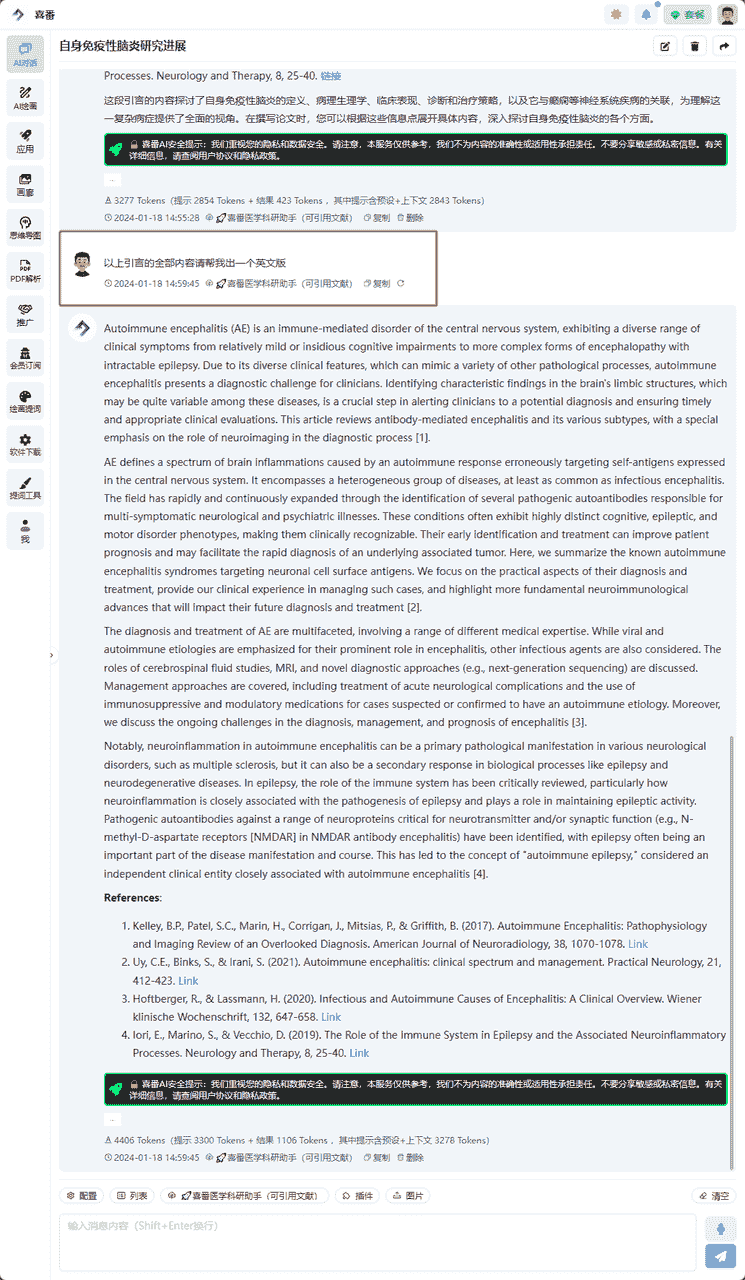 喜番
套餐
AI对话
AI绘画
应用
画廊
思维导图
PDF解析
推广
会员订阅
绘画提词
软件下载
提词工具
我
自身免疫性脑炎研究进展
Processes. Neurology and Therapy, 8, 25-40. 链接
这段引言的内容探讨了自身免疫性脑炎的定义、病理生理学、临床表现、诊断和治疗策略，以及它与癫痫等神经系统疾病的关联，为理解这
一复杂病症提供了全面的视角。在撰写论文时，您可以根据这些信息点展开具体内容，深入探讨自身免疫性脑炎的各个方面。
喜番AI安全提示：我们重视您的隐私和数据安全。请注意，本服务仅供参考，我们不为内容的准确性或适用性承担责任。不要分享敏感或私密信息。有关
详细信息，请查阅用户协议和隐私政策。
3277 Tokens（提示 2854 Tokens + 结果 423 Tokens ，其中提示含预设+上下文 2843 Tokens）
2024-01-18 14:55:28 喜番医学科研助手（可引用文献） 复制 删除
以上引言的全部内容请帮我出一个英文版
2024-01-18 14:59:45 喜番医学科研助手（可引用文献） 复制
Autoimmune encephalitis (AE) is an immune-mediated disorder of the central nervous system, exhibiting a diverse range of
clinical symptoms from relatively mild or insidious cognitive impairments to more complex forms of encephalopathy with
intractable epilepsy. Due to its diverse clinical features, which can mimic a variety of other pathological processes, autoimmune
encephalitis presents a diagnostic challenge for clinicians. Identifying characteristic findings in the brain's limbic structures, which
may be quite variable among these diseases, is a crucial step in alerting clinicians to a potential diagnosis and ensuring timely
and appropriate clinical evaluations. This article reviews antibody-mediated encephalitis and its various subtypes, with a special
emphasis on the role of neuroimaging in the diagnostic process [1].
AE defines a spectrum of brain inflammations caused by an autoimmune response erroneously targeting self-antigens expressed
in the central nervous system. It encompasses a heterogeneous group of diseases, at least as common as infectious encephalitis.
The field has rapidly and continuously expanded through the identification of several pathogenic autoantibodies responsible for
multi-symptomatic neurological and psychiatric illnesses. These conditions often exhibit highly distinct cognitive, epileptic, and
motor disorder phenotypes, making them clinically recognizable. Their early identification and treatment can improve patient
prognosis and may facilitate the rapid diagnosis of an underlying associated tumor. Here, we summarize the known autoimmune
encephalitis syndromes targeting neuronal cell surface antigens. We focus on the practical aspects of their diagnosis and
treatment, provide our clinical experience in managing such cases, and highlight more fundamental neuroimmunological
advances that will impact their future diagnosis and treatment [2].
The diagnosis and treatment of AE are multifaceted, involving a range of different medical expertise. While viral and
autoimmune etiologies are emphasized for their prominent role in encephalitis, other infectious agents are also considered. The
roles of cerebrospinal fluid studies, MRI, and novel diagnostic approaches (e.g., next-generation sequencing) are discussed.
Management approaches are covered, including treatment of acute neurological complications and the use of
immunosuppressive and modulatory medications for cases suspected or confirmed to have an autoimmune etiology. Moreover,
we discuss the ongoing challenges in the diagnosis, management, and prognosis of encephalitis [3].
Notably, neuroinflammation in autoimmune encephalitis can be a primary pathological manifestation in various neurological
disorders, such as multiple sclerosis, but it can also be a secondary response in biological processes like epilepsy and
neurodegenerative diseases. In epilepsy, the role of the immune system has been critically reviewed, particularly how
neuroinflammation is closely associated with the pathogenesis of epilepsy and plays a role in maintaining epileptic activity.
Pathogenic autoantibodies against a range of neuroproteins critical for neurotransmitter and/or synaptic function (e.g., N-
methyl-D-aspartate receptors [NMDAR] in NMDAR antibody encephalitis) have been identified, with epilepsy often being an
important part of the disease manifestation and course. This has led to the concept of "autoimmune epilepsy," considered an
independent clinical entity closely associated with autoimmune encephalitis [4].
References:
1. Kelley, B.P., Patel, S.C., Marin, H., Corrigan, J., Mitsias, P., & Griffith, B. (2017). Autoimmune Encephalitis: Pathophysiology
and Imaging Review of an Overlooked Diagnosis. American Journal of Neuroradiology, 38, 1070-1078. Link
2. Uy, C.E., Binks, S., & Irani, S. (2021). Autoimmune encephalitis: clinical spectrum and management. Practical Neurology, 21,
412-423. Link
3. Hoftberger, R., & Lassmann, H. (2020). Infectious and Autoimmune Causes of Encephalitis: A Clinical Overview. Wiener
klinische Wochenschrift, 132, 647-658. Link
4. Iori, E., Marino, S., & Vecchio, D. (2019). The Role of the Immune System in Epilepsy and the Associated Neuroinflammatory
Processes. Neurology and Therapy, 8, 25-40. Link
喜番AI安全提示：我们重视您的隐私和数据安全。请注意，本服务仅供参考，我们不为内容的准确性或适用性承担责任。不要分享敏感或私密信息。有关
详细信息，请查阅用户协议和隐私政策。
4406 Tokens（提示 3300 Tokens + 结果 1106 Tokens ，其中提示含预设+上下文 3278 Tokens）
2024-01-18 14:59:45 喜番医学科研助手（可引用文献） 复制 删除
配置 列表 喜番医学科研助手（可引用文献） 插件 图片 清空
输入消息内容（Shift+Enter换行）